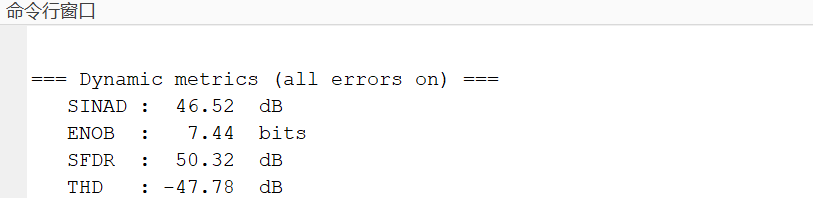 命令行窗口
=== Dynamic metrics (all errors on) ===
SINAD :  46.52  dB
ENOB  :   7.44  bits
SFDR  :  50.32  dB
THD   : -47.78  dB